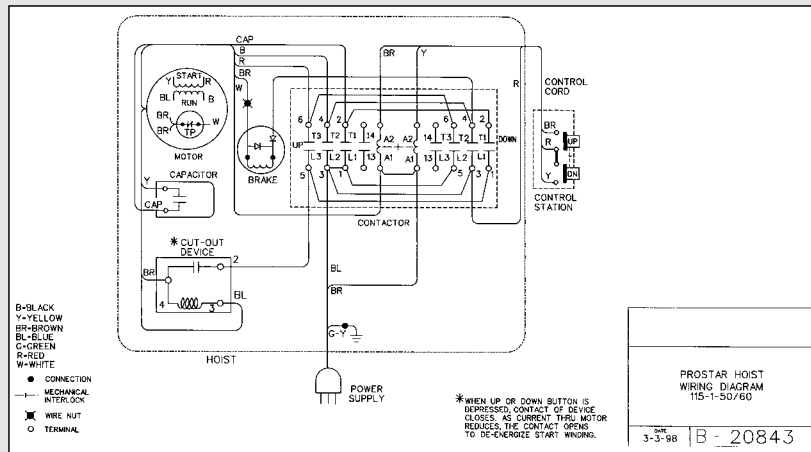 CAP
B
R
BR
W
BR
Y
R
CONTROL
CORD
Y START R
BL RUN B
BR
BR
TP
W
MOTOR
BRAKE
6 4 2
T3 T2 T1 14 A2
UP
L3 L2 L1 13 A1
5 3 1
A2 14 T3 T2 T1
6 4 2
DOWN
A1 13 L3 L2 L1
5 3 1
CONTACTOR
BR
R
Y
UP
DN
CONTROL
STATION
CAPACITOR
Y
CAP
* CUT-OUT
DEVICE
2
BR
BL
4 3
BL
BR
G-Y
HOIST
POWER
SUPPLY
B-BLACK
Y-YELLOW
BR-BROWN
BL-BLUE
G-GREEN
R-RED
W-WHITE
CONNECTION
MECHANICAL
INTERLOCK
WIRE NUT
TERMINAL
*WHEN UP OR DOWN BUTTON IS
DEPRESSED, CONTACT OF DEVICE
CLOSES. AS CURRENT THRU MOTOR
REDUCES, THE CONTACT OPENS
TO DE-ENERGIZE START WINDING.
PROSTAR HOIST
WIRING DIAGRAM
115-1-50/60
DATE
3-3-98
B - 20843